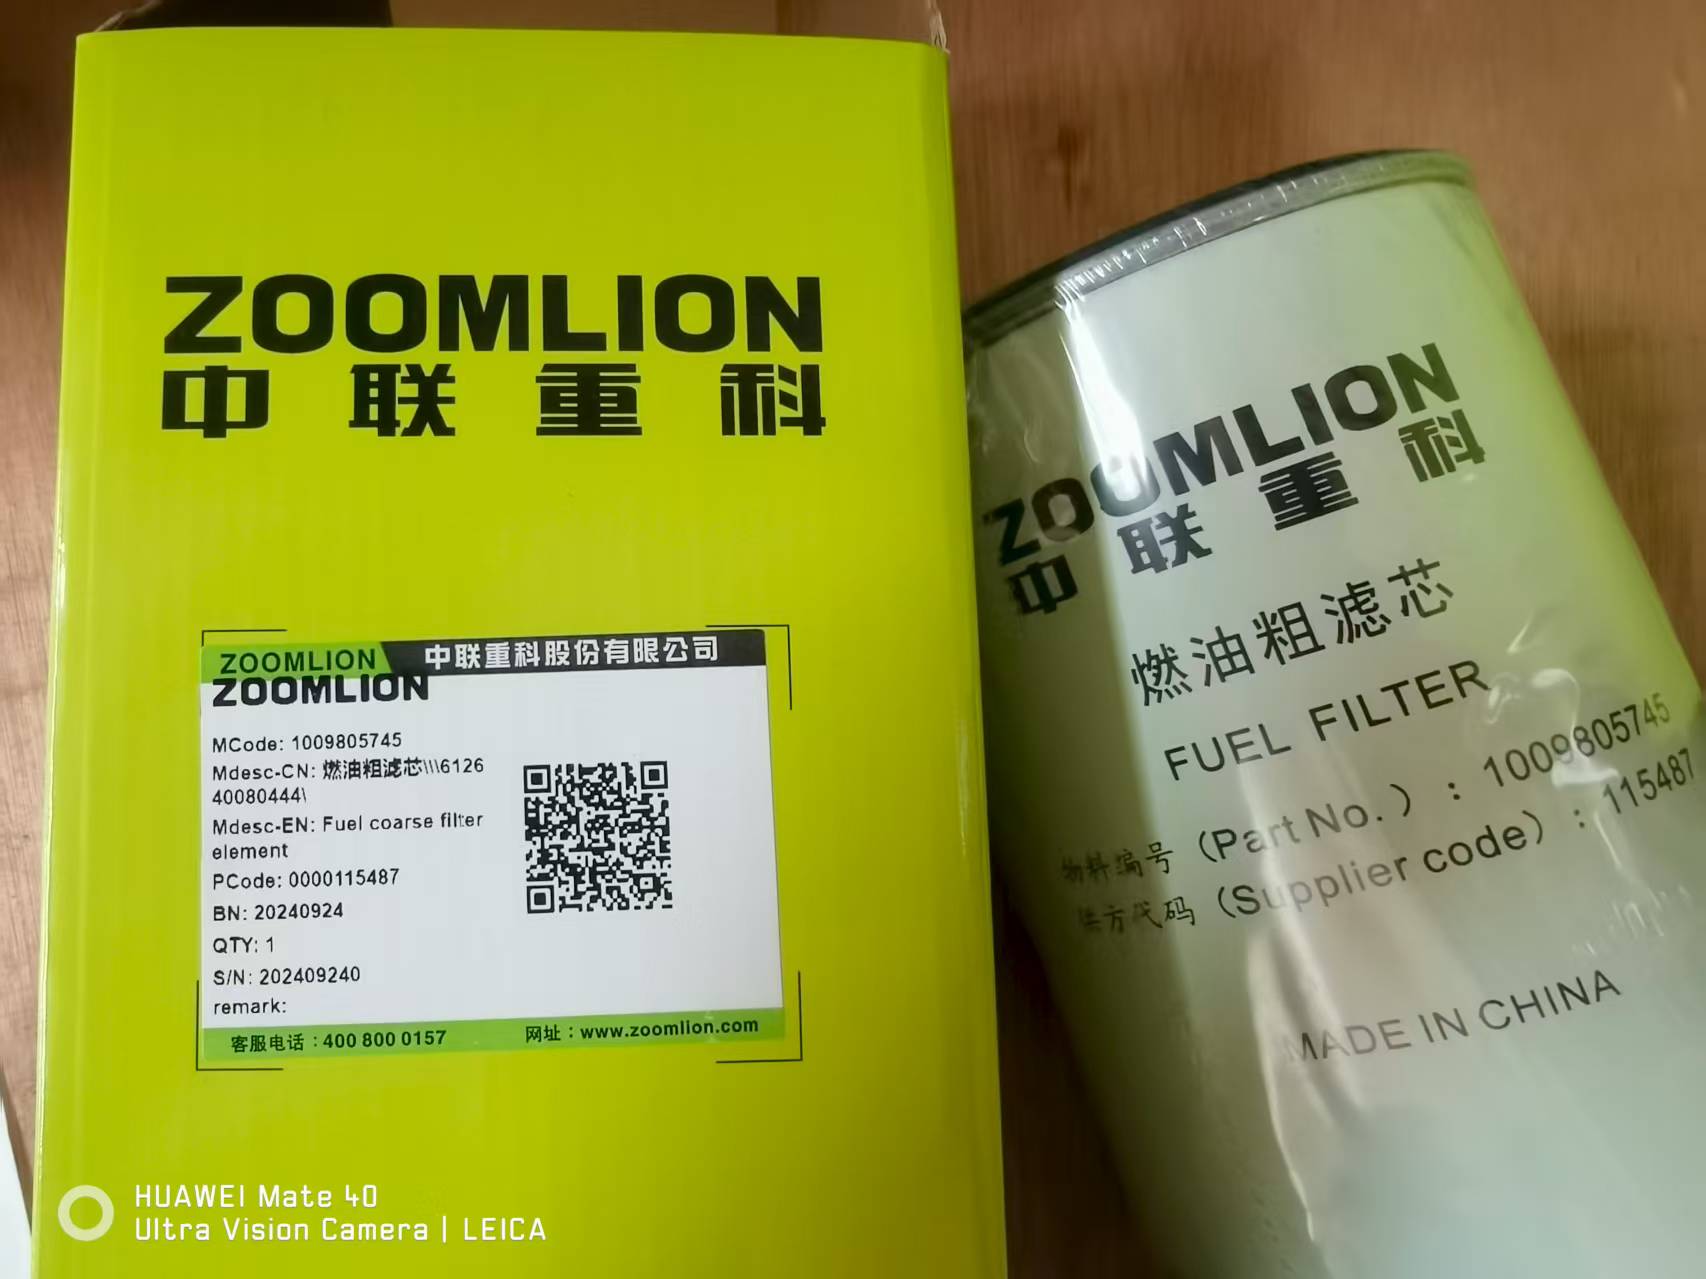 ZOOMLION
中联重科
ZOOMLION
中联重科股份有限公司
ZOOMLION
MCode: 1009805745
Mdesc-CN: 燃油粗滤芯\\\6126
40080444\
Mdesc-EN: Fuel coarse filter
element
PCode: 0000115487
BN: 20240924
QTY: 1
S/N: 202409240
remark:
客服电话：400 800 0157
网址：www.zoomlion.com
ZOOMLION
中联重科
燃油粗滤芯
FUEL FILTER
物料编号（Part No.）：1009805745
供方代码（Supplier code）：115487
MADE IN CHINA
HUAWEI Mate 40
Ultra Vision Camera | LEICA